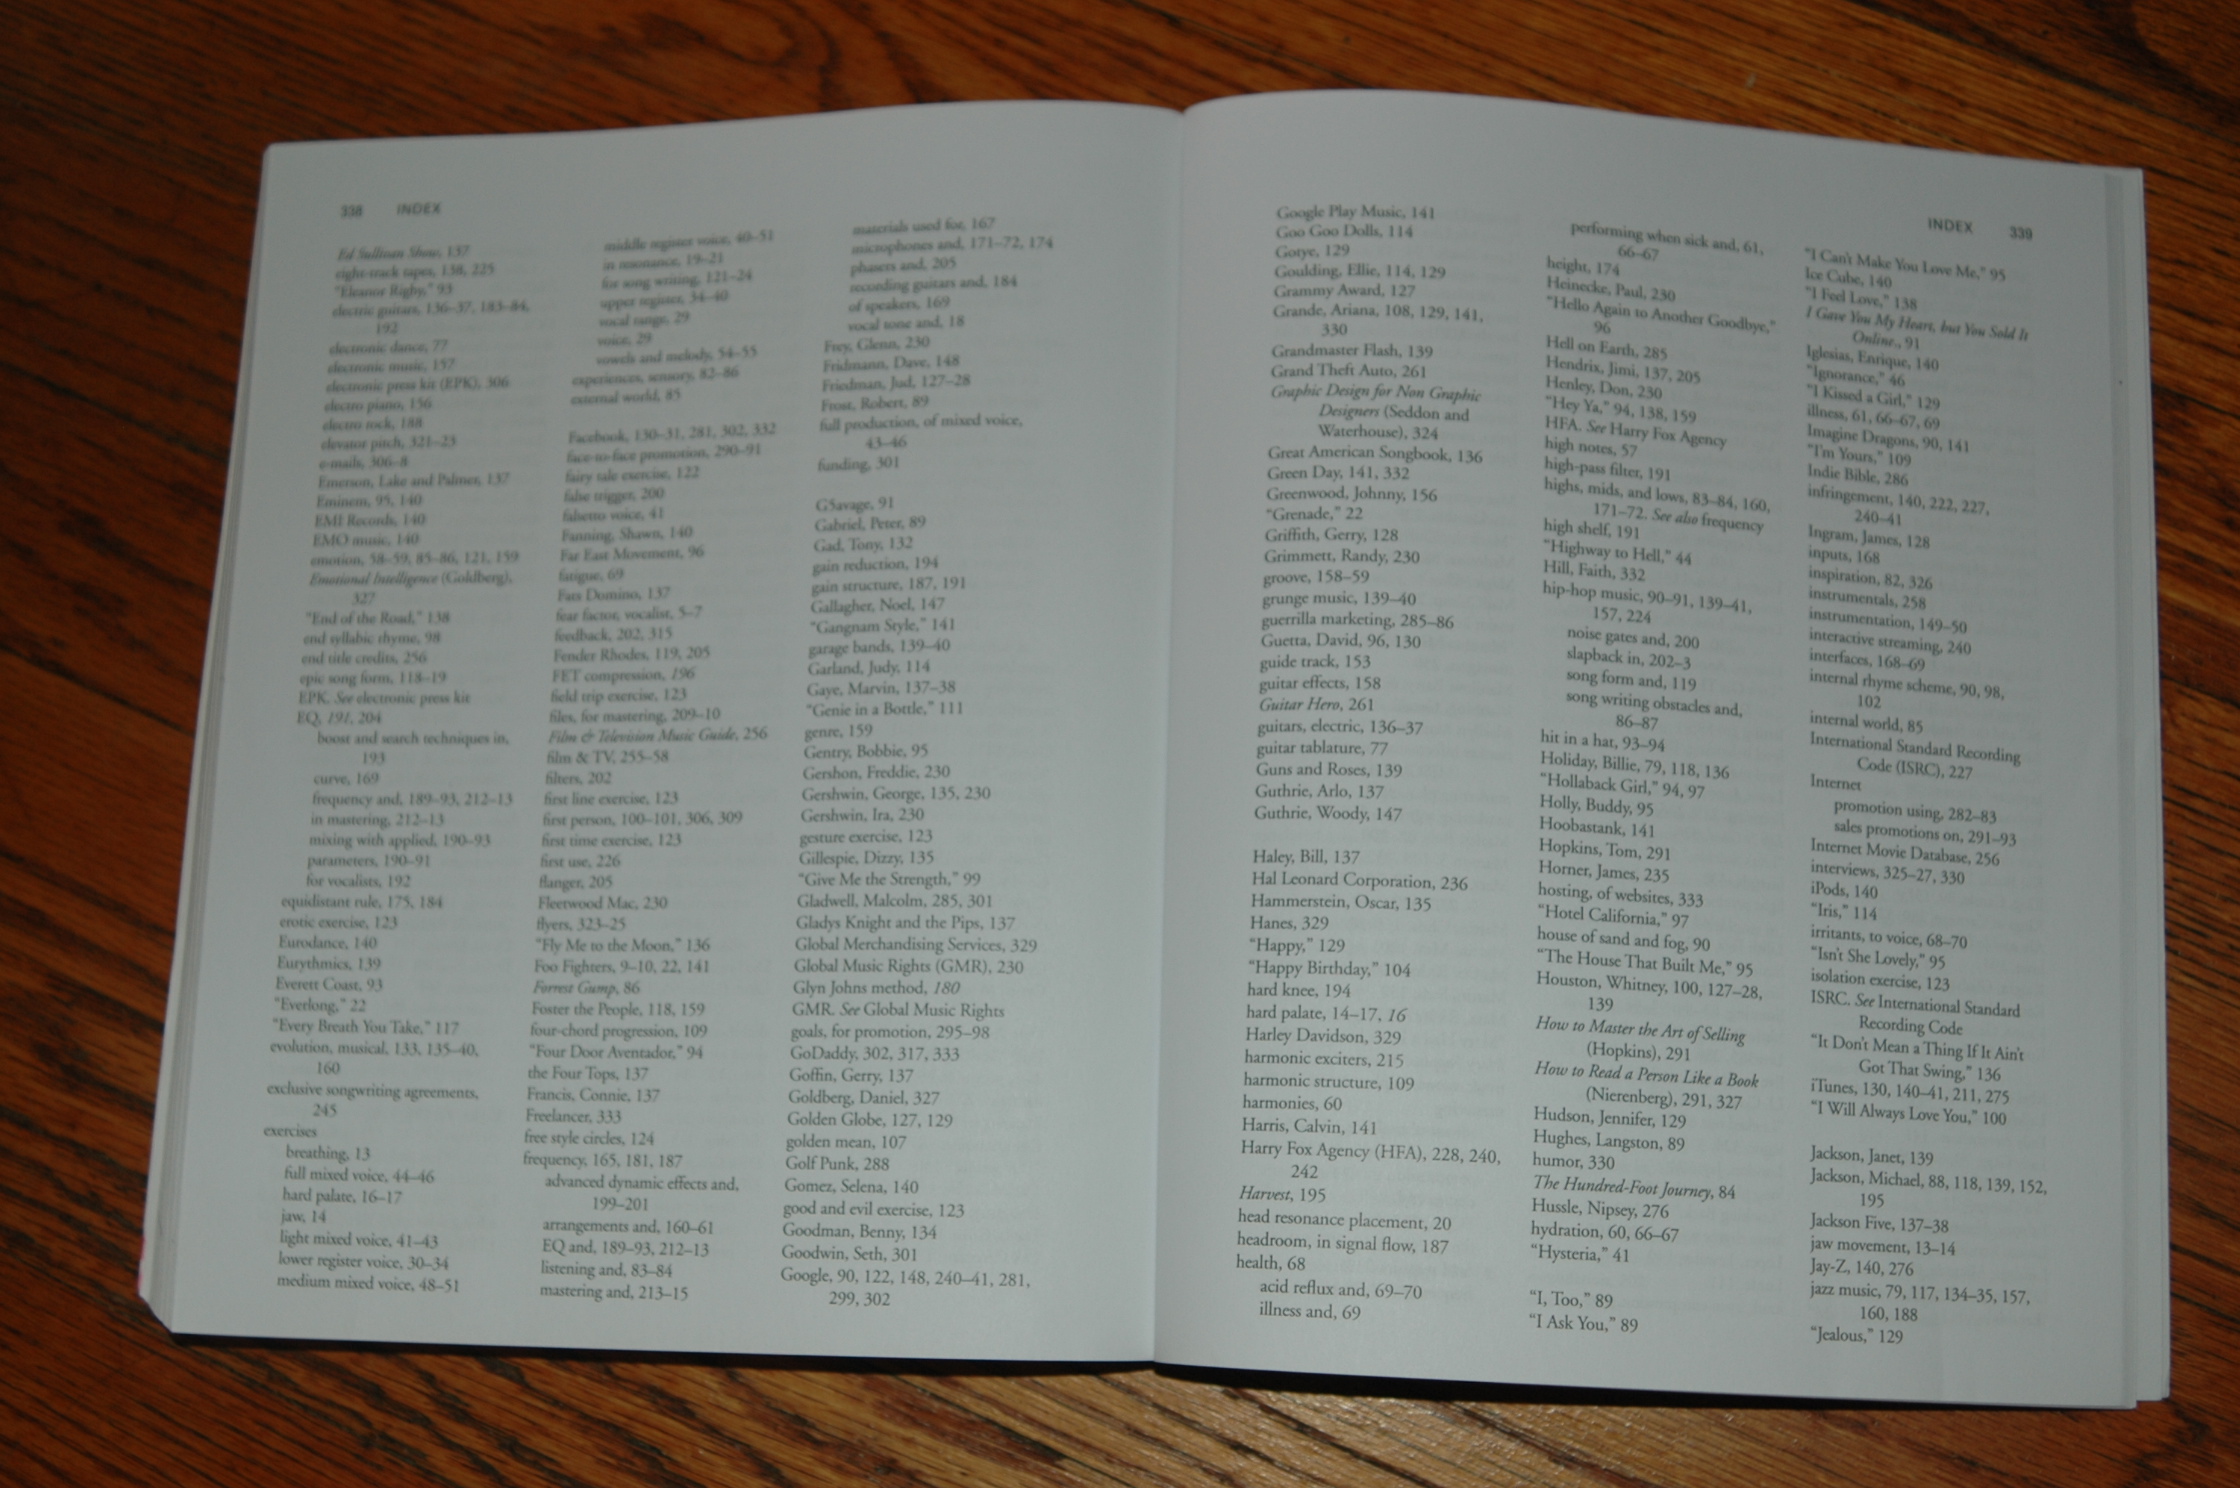 338 INDEX
Ed Sullivan Show, 137
eight-track tapes, 138, 225
"Eleanor Rigby," 93
electric guitars, 136–37, 183–84,
192
electronic dance, 77
electronic music, 157
electronic press kit (EPK), 306
electro piano, 156
electro rock, 188
elevator pitch, 321–23
e-mails, 306–8
Emerson, Lake and Palmer, 137
Eminem, 95, 140
EMI Records, 140
EMO music, 140
emotion, 58–59, 85–86, 121, 159
Emotional Intelligence (Goldberg),
327
"End of the Road," 138
end syllabic rhyme, 98
end title credits, 256
epic song form, 118–19
EPK. See electronic press kit
EQ, 191, 204
boost and search techniques in,
193
curve, 169
frequency and, 189–93, 212–13
in mastering, 212–13
mixing with applied, 190–93
parameters, 190–91
for vocalists, 192
equidistant rule, 175, 184
erotic exercise, 123
Eurodance, 140
Eurythmics, 139
Everett Coast, 93
"Everlong," 22
"Every Breath You Take," 117
evolution, musical, 133, 135–40,
160
exclusive songwriting agreements,
245
exercises
breathing, 13
full mixed voice, 44–46
hard palate, 16–17
jaw, 14
light mixed voice, 41–43
lower register voice, 30–34
medium mixed voice, 48–51
middle register voice, 40–51
in resonance, 19–21
for song writing, 121–24
upper register, 34–40
vocal range, 29
voice, 29
vowels and melody, 54–55
experiences, sensory, 82–86
external world, 85
Facebook, 130–31, 281, 302, 332
face-to-face promotion, 290–91
fairy tale exercise, 122
false trigger, 200
falsetto voice, 41
Fanning, Shawn, 140
Far East Movement, 96
fatigue, 69
Fats Domino, 137
fear factor, vocalist, 5–7
feedback, 202, 315
Fender Rhodes, 119, 205
FET compression, 196
field trip exercise, 123
files, for mastering, 209–10
Film & Television Music Guide, 256
film & TV, 255–58
filters, 202
first line exercise, 123
first person, 100–101, 306, 309
first time exercise, 123
first use, 226
flanger, 205
Fleetwood Mac, 230
flyers, 323–25
"Fly Me to the Moon," 136
Foo Fighters, 9–10, 22, 141
Forrest Gump, 86
Foster the People, 118, 159
four-chord progression, 109
"Four Door Aventador," 94
the Four Tops, 137
Francis, Connie, 137
Freelancer, 333
free style circles, 124
frequency, 165, 181, 187
advanced dynamic effects and,
199–201
arrangements and, 160–61
EQ and, 189–93, 212–13
listening and, 83–84
mastering and, 213–15
materials used for, 167
microphones and, 171–72, 174
phasers and, 205
recording guitars and, 184
of speakers, 169
vocal tone and, 18
Frey, Glenn, 230
Fridmann, Dave, 148
Friedman, Jud, 127–28
Frost, Robert, 89
full production, of mixed voice,
43–46
funding, 301
GSavage, 91
Gabriel, Peter, 89
Gad, Tony, 132
gain reduction, 194
gain structure, 187, 191
Gallagher, Noel, 147
"Gangnam Style," 141
garage bands, 139–40
Garland, Judy, 114
Gaye, Marvin, 137–38
"Genie in a Bottle," 111
genre, 159
Gentry, Bobbie, 95
Gershon, Freddie, 230
Gershwin, George, 135, 230
Gershwin, Ira, 230
gesture exercise, 123
Gillespie, Dizzy, 135
"Give Me the Strength," 99
Gladwell, Malcolm, 285, 301
Gladys Knight and the Pips, 137
Global Merchandising Services, 329
Global Music Rights (GMR), 230
Glyn Johns method, 180
GMR. See Global Music Rights
goals, for promotion, 295–98
GoDaddy, 302, 317, 333
Goffin, Gerry, 137
Goldberg, Daniel, 327
Golden Globe, 127, 129
golden mean, 107
Golf Punk, 288
Gomez, Selena, 140
good and evil exercise, 123
Goodman, Benny, 134
Goodwin, Seth, 301
Google, 90, 122, 148, 240–41, 281,
299, 302
INDEX 339
Google Play Music, 141
Goo Goo Dolls, 114
Gotye, 129
Goulding, Ellie, 114, 129
Grammy Award, 127
Grande, Ariana, 108, 129, 141,
330
Grandmaster Flash, 139
Grand Theft Auto, 261
Graphic Design for Non Graphic
Designers (Seddon and
Waterhouse), 324
Great American Songbook, 136
Green Day, 141, 332
Greenwood, Johnny, 156
"Grenade," 22
Griffith, Gerry, 128
Grimmett, Randy, 230
groove, 158–59
grunge music, 139–40
guerrilla marketing, 285–86
Guetta, David, 96, 130
guide track, 153
guitar effects, 158
Guitar Hero, 261
guitars, electric, 136–37
guitar tablature, 77
Guns and Roses, 139
Guthrie, Arlo, 137
Guthrie, Woody, 147
Haley, Bill, 137
Hal Leonard Corporation, 236
Hammerstein, Oscar, 135
Hanes, 329
"Happy," 129
"Happy Birthday," 104
hard knee, 194
hard palate, 14–17, 16
Harley Davidson, 329
harmonic exciters, 215
harmonic structure, 109
harmonies, 60
Harris, Calvin, 141
Harry Fox Agency (HFA), 228, 240,
242
Harvest, 195
head resonance placement, 20
headroom, in signal flow, 187
health, 68
acid reflux and, 69–70
illness and, 69
performing when sick and, 61,
66–67
height, 174
Heinecke, Paul, 230
"Hello Again to Another Goodbye,"
96
Hell on Earth, 285
Hendrix, Jimi, 137, 205
Henley, Don, 230
"Hey Ya," 94, 138, 159
HFA. See Harry Fox Agency
high notes, 57
high-pass filter, 191
highs, mids, and lows, 83–84, 160,
171–72. See also frequency
high shelf, 191
"Highway to Hell," 44
Hill, Faith, 332
hip-hop music, 90–91, 139–41,
157, 224
noise gates and, 200
slapback in, 202–3
song form and, 119
song writing obstacles and,
86–87
hit in a hat, 93–94
Holiday, Billie, 79, 118, 136
"Hollaback Girl," 94, 97
Holly, Buddy, 95
Hoobastank, 141
Hopkins, Tom, 291
Horner, James, 235
hosting, of websites, 333
"Hotel California," 97
house of sand and fog, 90
"The House That Built Me," 95
Houston, Whitney, 100, 127–28,
139
How to Master the Art of Selling
(Hopkins), 291
How to Read a Person Like a Book
(Nierenberg), 291, 327
Hudson, Jennifer, 129
Hughes, Langston, 89
humor, 330
The Hundred-Foot Journey, 84
Hussle, Nipsey, 276
hydration, 60, 66–67
"Hysteria," 41
"I, Too," 89
"I Ask You," 89
"I Can't Make You Love Me," 95
Ice Cube, 140
"I Feel Love," 138
I Gave You My Heart, but You Sold It
Online., 91
Iglesias, Enrique, 140
"Ignorance," 46
"I Kissed a Girl," 129
illness, 61, 66–67, 69
Imagine Dragons, 90, 141
"I'm Yours," 109
Indie Bible, 286
infringement, 140, 222, 227,
240–41
Ingram, James, 128
inputs, 168
inspiration, 82, 326
instrumentals, 258
instrumentation, 149–50
interactive streaming, 240
interfaces, 168–69
internal rhyme scheme, 90, 98,
102
internal world, 85
International Standard Recording
Code (ISRC), 227
Internet
promotion using, 282–83
sales promotions on, 291–93
Internet Movie Database, 256
interviews, 325–27, 330
iPods, 140
"Iris," 114
irritants, to voice, 68–70
"Isn't She Lovely," 95
isolation exercise, 123
ISRC. See International Standard
Recording Code
"It Don't Mean a Thing If It Ain't
Got That Swing," 136
iTunes, 130, 140–41, 211, 275
"I Will Always Love You," 100
Jackson, Janet, 139
Jackson, Michael, 88, 118, 139, 152,
195
Jackson Five, 137–38
jaw movement, 13–14
Jay-Z, 140, 276
jazz music, 79, 117, 134–35, 157,
160, 188
"Jealous," 129